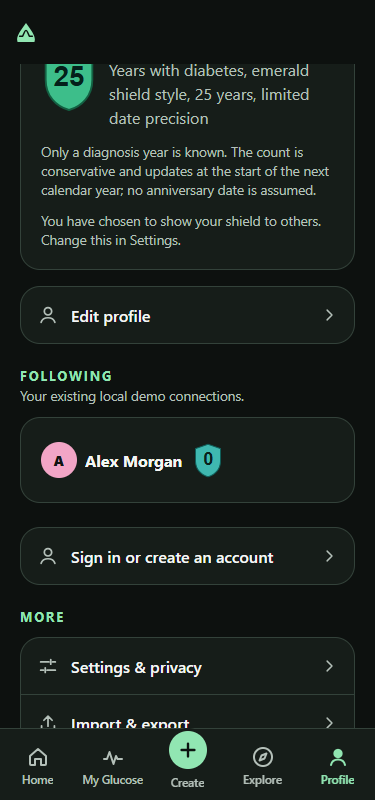 25
Years with diabetes, emerald
shield style, 25 years, limited
date precision
Only a diagnosis year is known. The count is
conservative and updates at the start of the next
calendar year; no anniversary date is assumed.
You have chosen to show your shield to others.
Change this in Settings.
Edit profile
FOLLOWING
Your existing local demo connections.
A
Alex Morgan
0
Sign in or create an account
MORE
Settings & privacy
Import & export
Home
My Glucose
Create
Explore
Profile